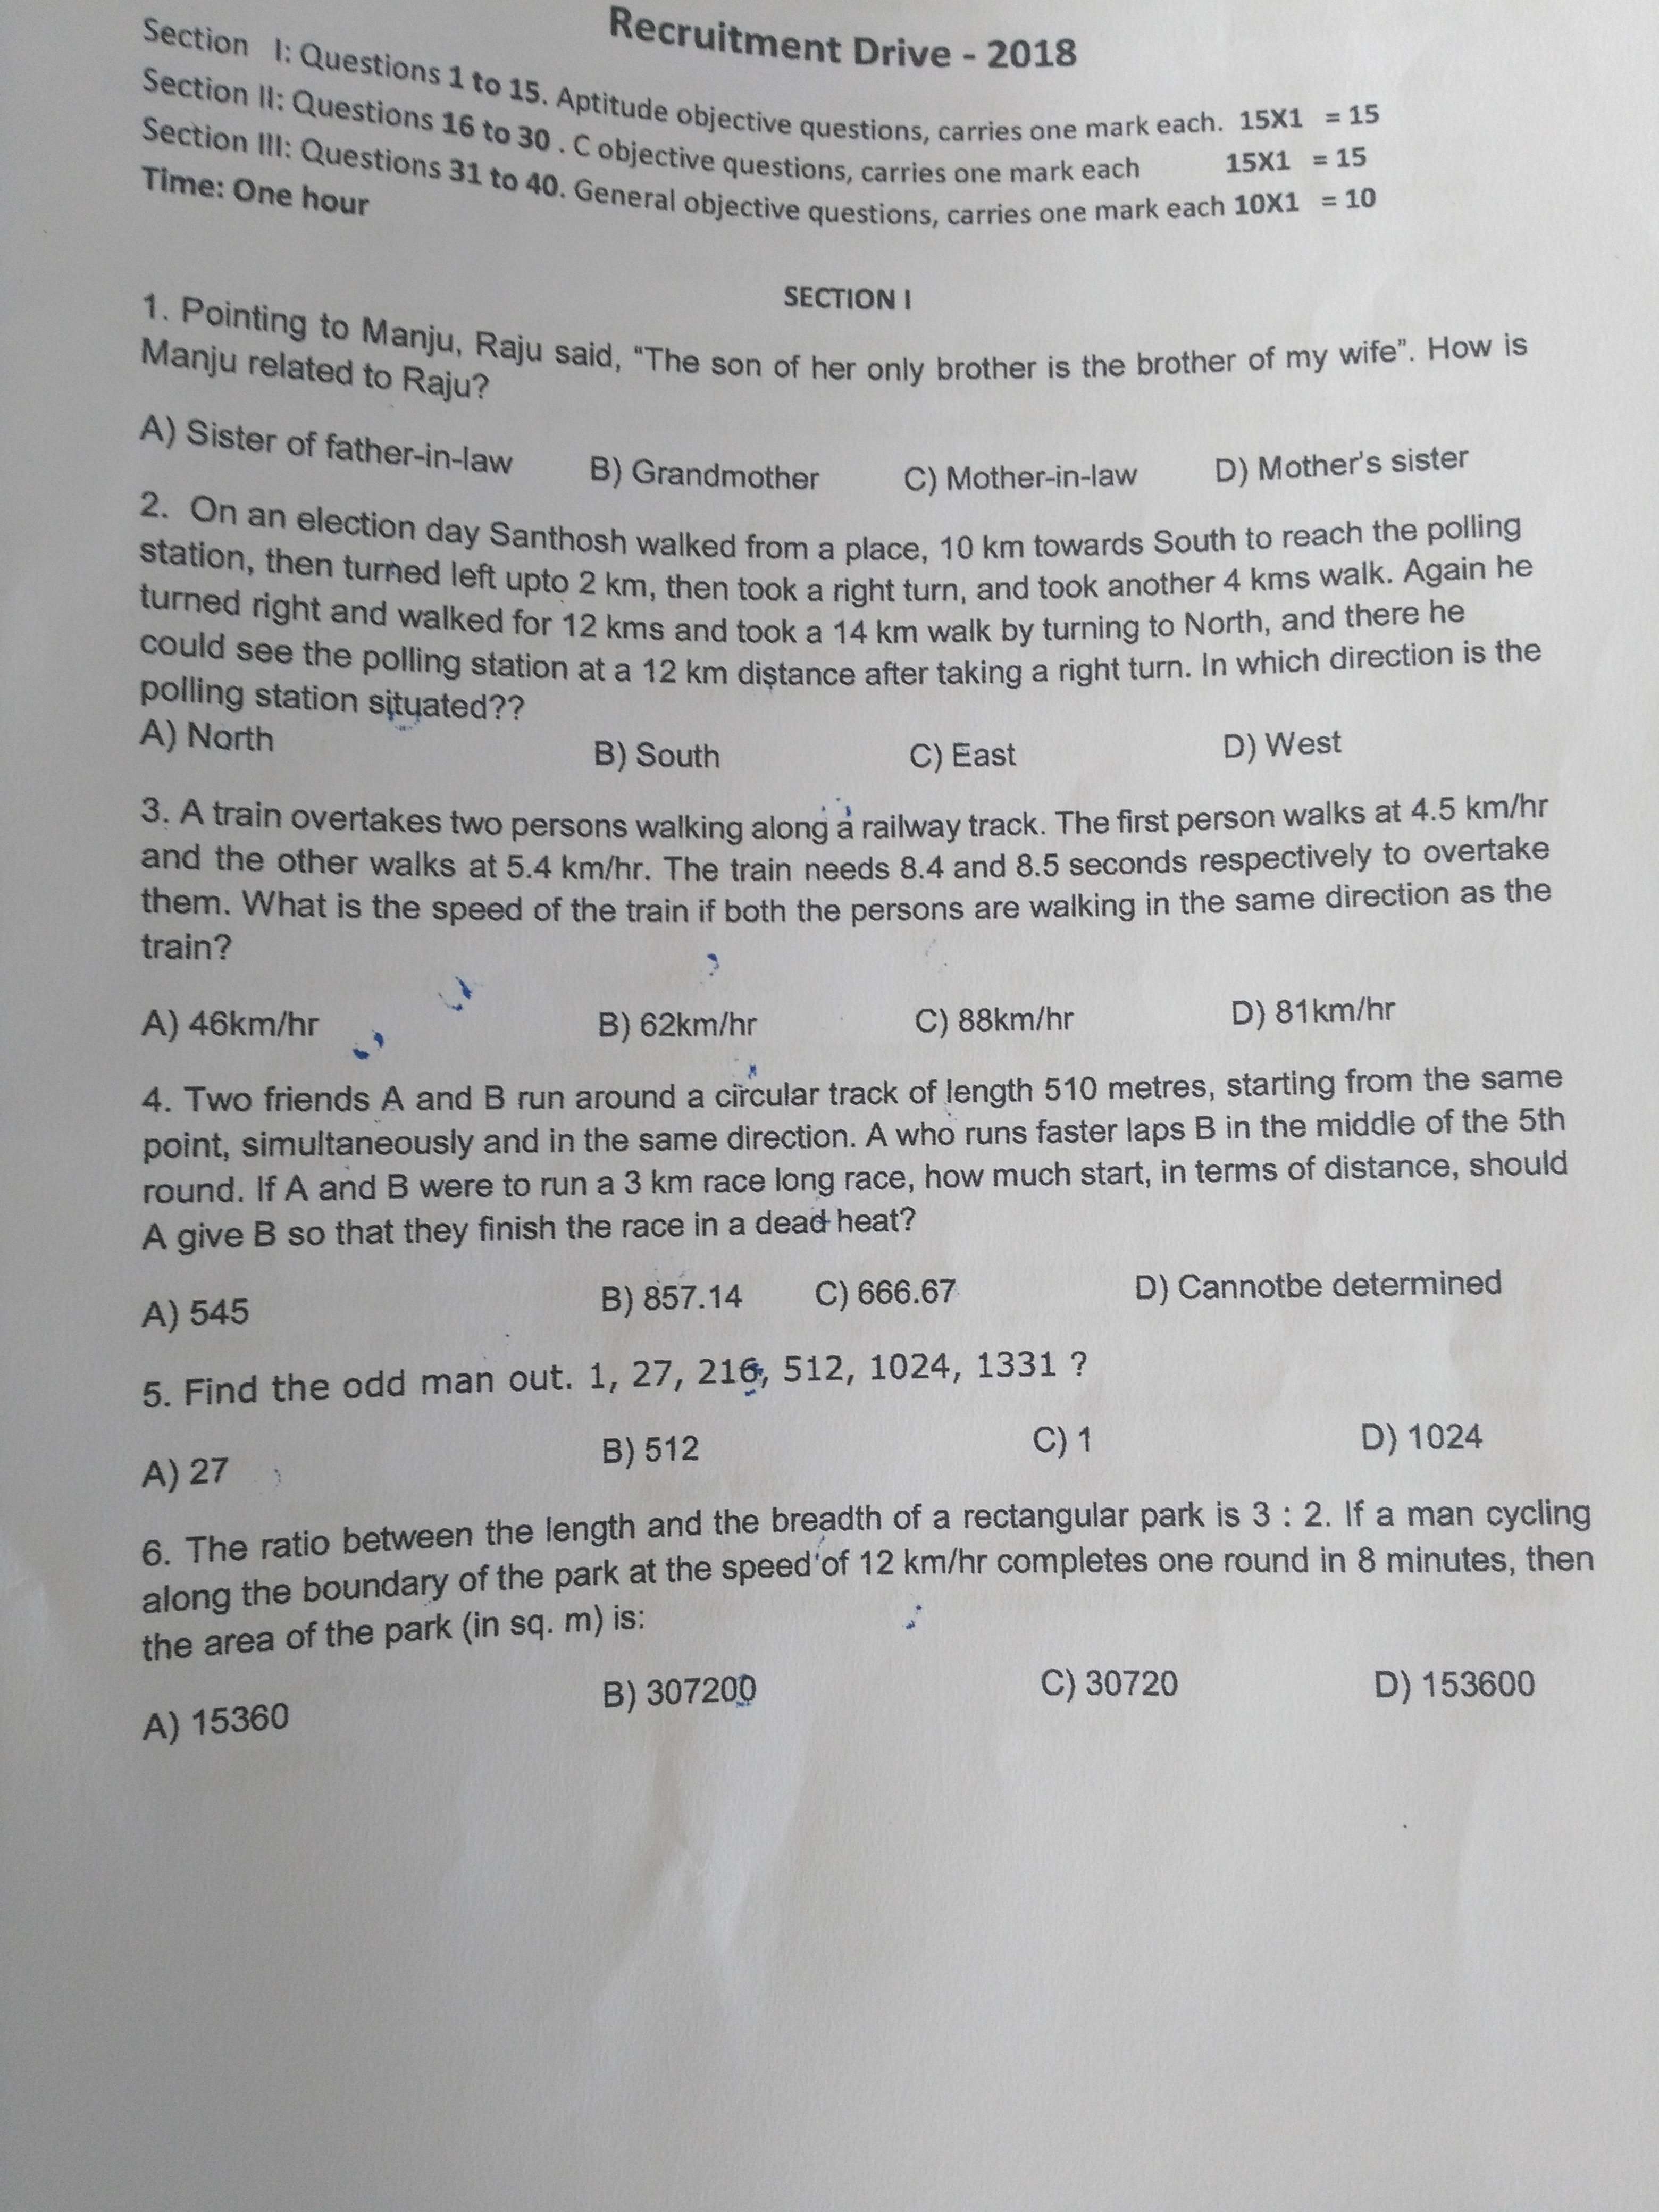 Recruitment Drive - 2018
Section I: Questions 1 to 15. Aptitude objective questions, carries one mark each. 15X1 = 15
Section II: Questions 16 to 30 . C objective questions, carries one mark each 15X1 = 15
Section III: Questions 31 to 40. General objective questions, carries one mark each 10X1 = 10
Time: One hour
SECTION I
1. Pointing to Manju, Raju said, “The son of her only brother is the brother of my wife”. How is
Manju related to Raju?
A) Sister of father-in-law B) Grandmother C) Mother-in-law D) Mother's sister
2. On an election day Santhosh walked from a place, 10 km towards South to reach the polling
station, then turned left upto 2 km, then took a right turn, and took another 4 kms walk. Again he
turned right and walked for 12 kms and took a 14 km walk by turning to North, and there he
could see the polling station at a 12 km distance after taking a right turn. In which direction is the
polling station situated??
A) North B) South C) East D) West
3. A train overtakes two persons walking along a railway track. The first person walks at 4.5 km/hr
and the other walks at 5.4 km/hr. The train needs 8.4 and 8.5 seconds respectively to overtake
them. What is the speed of the train if both the persons are walking in the same direction as the
train?
A) 46km/hr B) 62km/hr C) 88km/hr D) 81km/hr
4. Two friends A and B run around a circular track of length 510 metres, starting from the same
point, simultaneously and in the same direction. A who runs faster laps B in the middle of the 5th
round. If A and B were to run a 3 km race long race, how much start, in terms of distance, should
A give B so that they finish the race in a dead heat?
A) 545 B) 857.14 C) 666.67 D) Cannotbe determined
5. Find the odd man out. 1, 27, 216, 512, 1024, 1331 ?
A) 27 B) 512 C) 1 D) 1024
6. The ratio between the length and the breadth of a rectangular park is 3 : 2. If a man cycling
along the boundary of the park at the speed of 12 km/hr completes one round in 8 minutes, then
the area of the park (in sq. m) is:
A) 15360 B) 307200 C) 30720 D) 153600